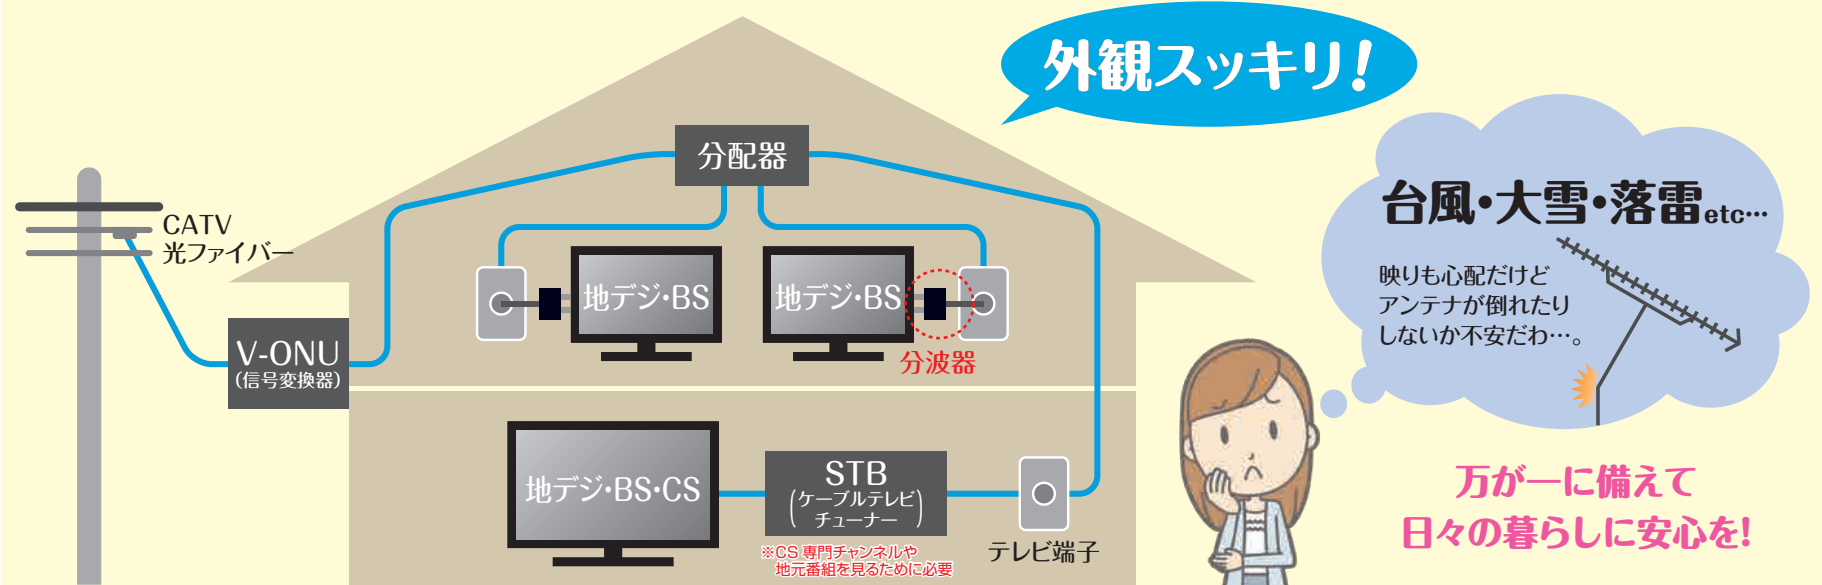 外観スッキリ!
分配器
CATV
光ファイバー
V-ONU
(信号変換器)
地デジ・BS
地デジ・BS
分波器
地デジ・BS・CS
STB
(ケーブルテレビ
チューナー)
※CS専門チャンネルや
地元番組を見るために必要
テレビ端子
台風・大雪・落雷etc…
映りも心配だけど
アンテナが倒れたり
しないか不安だわ…。
万が一に備えて
日々の暮らしに安心を!